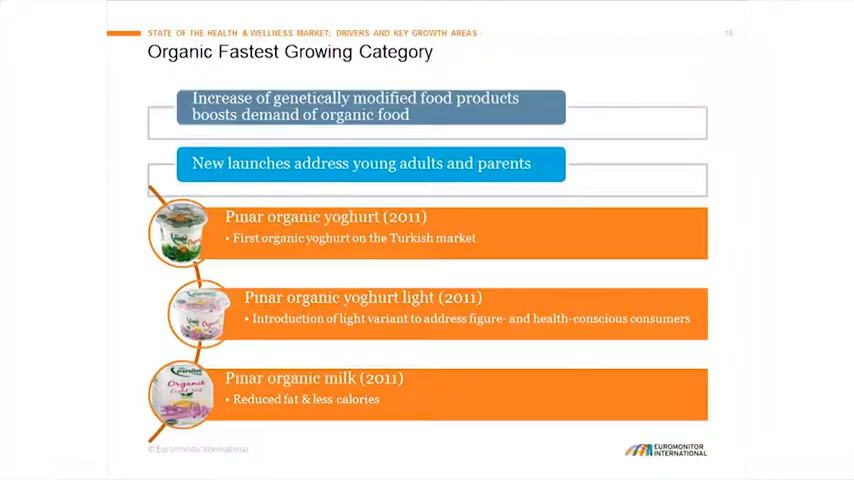 STATE OF THE HEALTH & WELLNESS MARKET: DRIVERS AND KEY GROWTH AREAS
Organic Fastest Growing Category
Increase of genetically modified food products
boosts demand of organic food
New launches address young adults and parents
Pınar organic yoghurt (2011)
• First organic yoghurt on the Turkish market
Pınar organic yoghurt light (2011)
• Introduction of light variant to address figure- and health-conscious consumers
Pınar organic milk (2011)
• Reduced fat & less calories
© Euromonitor International
EUROMONITOR
INTERNATIONAL